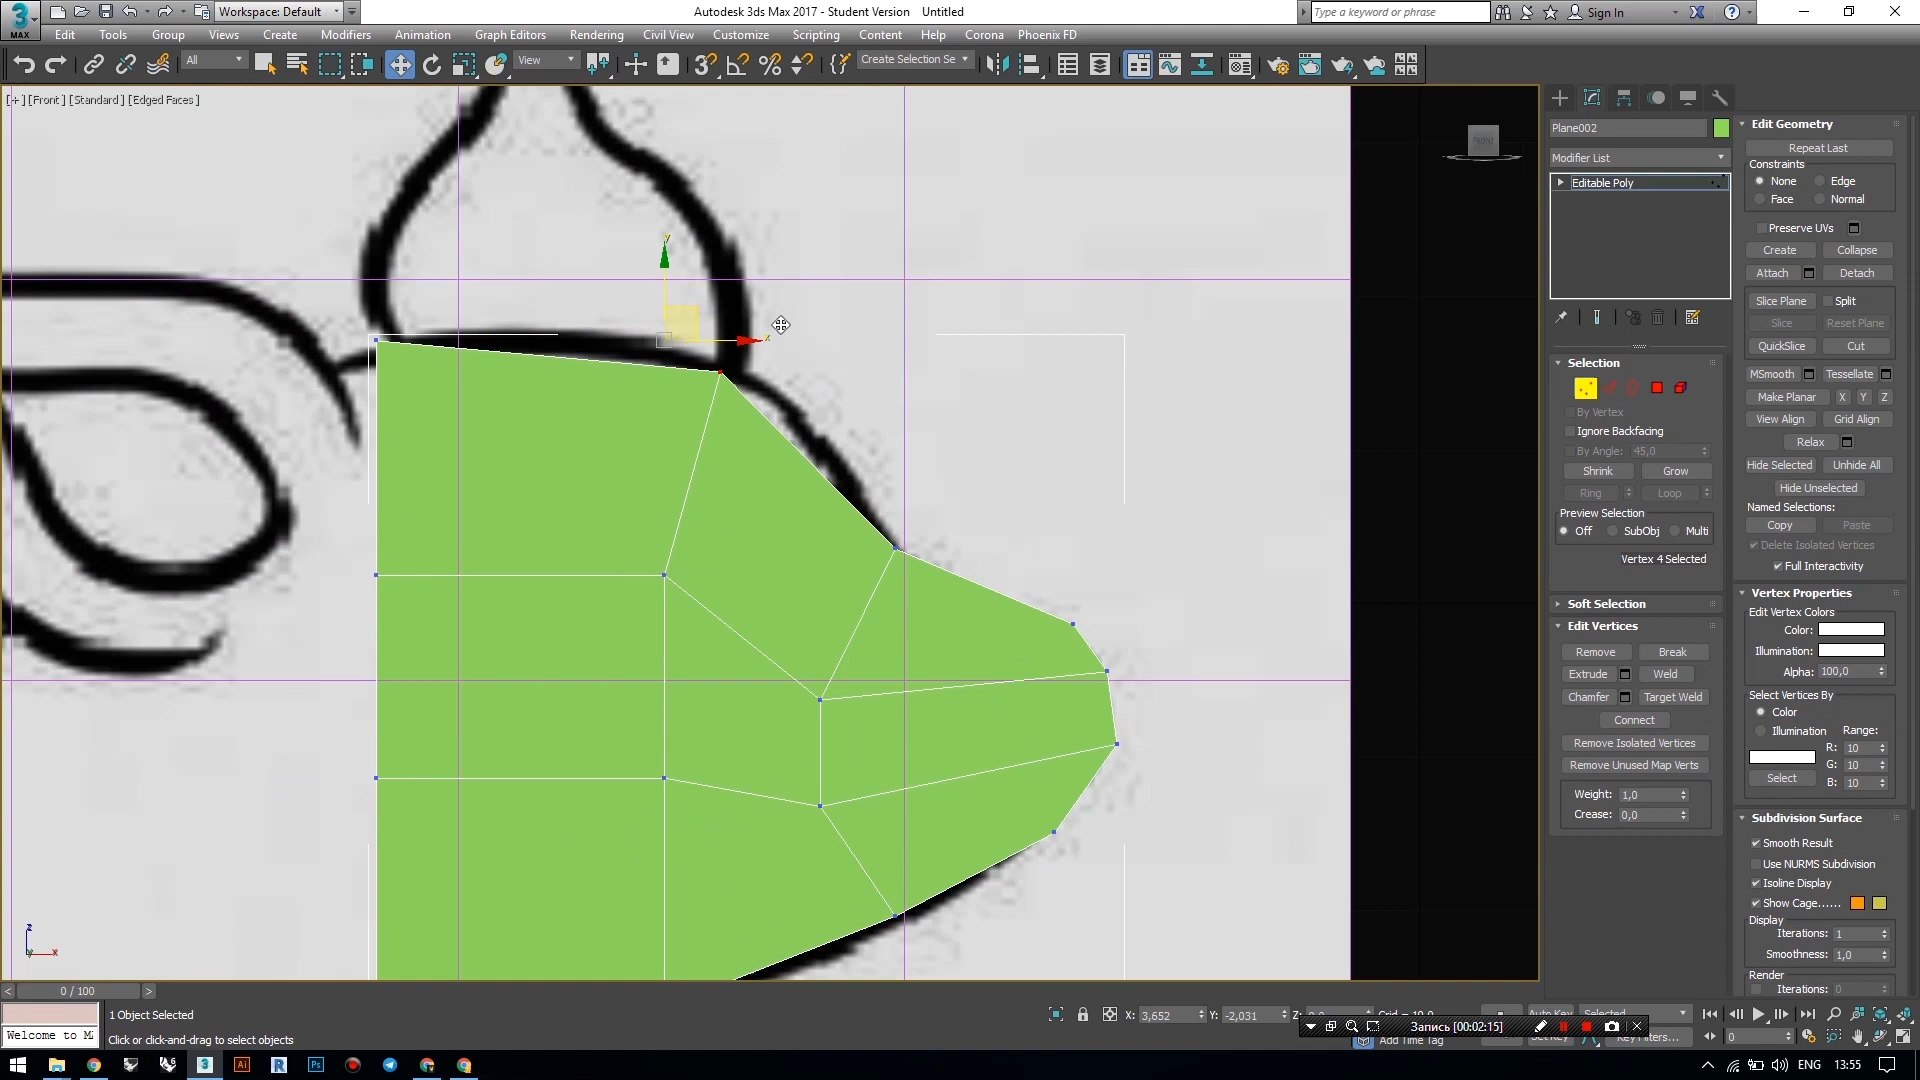 Workspace: Default
Autodesk 3ds Max 2017 - Student Version Untitled
Type a keyword or phrase
Sign In
MAX
Edit Tools Group Views Create Modifiers Animation Graph Editors Rendering Civil View Customize Scripting Content Help Corona Phoenix FD
All
View
Create Selection Se
[+] [Front] [Standard] [Edged Faces]
FRONT
y
x
z
x
Plane002
Modifier List
Editable Poly
Selection
By Vertex
Ignore Backfacing
By Angle: 45,0
Shrink Grow
Ring Loop
Preview Selection
Off SubObj Multi
Vertex 4 Selected
Soft Selection
Edit Vertices
Remove Break
Extrude Weld
Chamfer Target Weld
Connect
Remove Isolated Vertices
Remove Unused Map Verts
Weight: 1,0
Crease: 0,0
Edit Geometry
Repeat Last
Constraints
None Edge
Face Normal
Preserve UVs
Create Collapse
Attach Detach
Slice Plane Split
Slice Reset Plane
QuickSlice Cut
MSmooth Tessellate
Make Planar X Y Z
View Align Grid Align
Relax
Hide Selected Unhide All
Hide Unselected
Named Selections:
Copy Paste
Delete Isolated Vertices
Full Interactivity
Vertex Properties
Edit Vertex Colors
Color:
Illumination:
Alpha: 100,0
Select Vertices By
Color
Illumination Range:
R: 10
G: 10
Select B: 10
Subdivision Surface
Smooth Result
Use NURMS Subdivision
Isoline Display
Show Cage......
Display
Iterations: 1
Smoothness: 1,0
Render
Iterations: 0
< 0 / 100 >
1 Object Selected
Click or click-and-drag to select objects
Welcome to M
X: 3,652 Y: -2,031 Z:
Auto Key Selected
Запись [00:02:15]
Add Time Tag
Set Key
Key Filters...
0
ENG 13:55